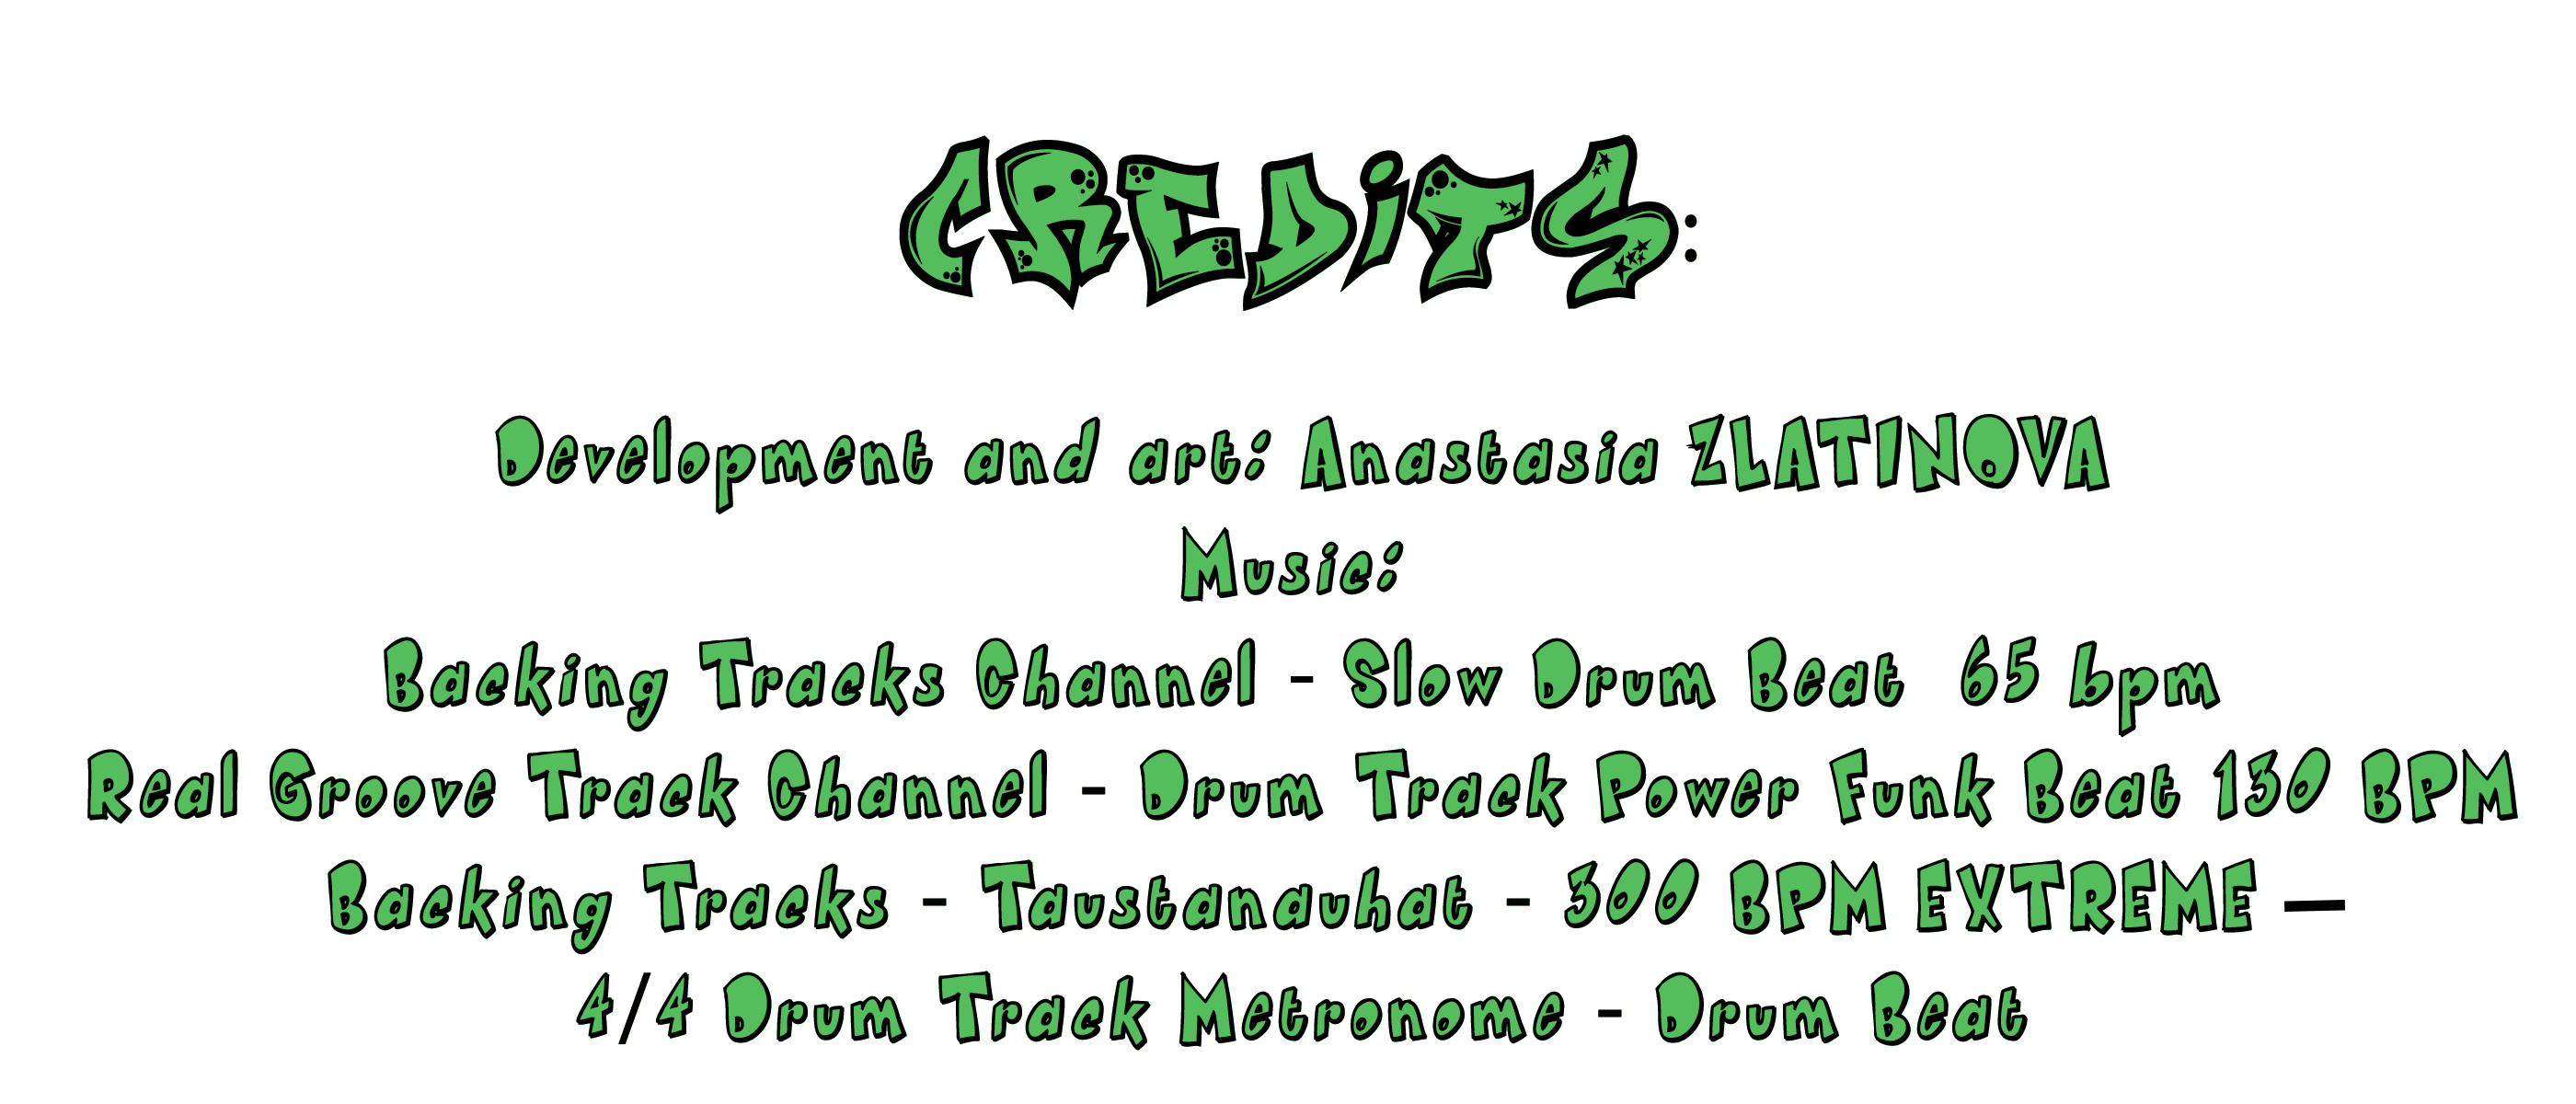 CREDiTS:
Development and art: Anastasia ZLATINOVA
Music:
Backing Tracks Channel - Slow Drum Beat 65 bpm
Real Groove Track Channel - Drum Track Power Funk Beat 130 BPM
Backing Tracks - Taustanauhat - 300 BPM EXTREME —
4/4 Drum Track Metronome - Drum Beat